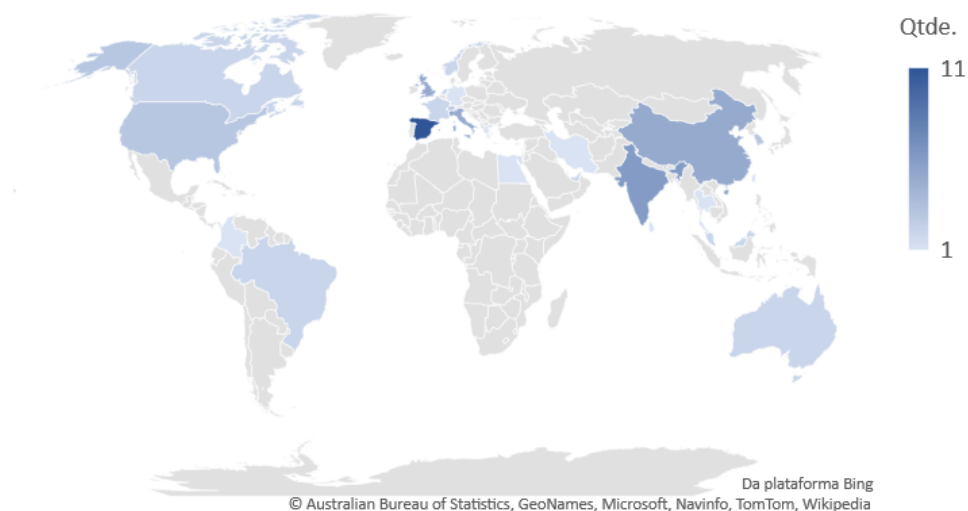 Qtde.
11
1
Da plataforma Bing
© Australian Bureau of Statistics, GeoNames, Microsoft, Navinfo, TomTom, Wikipedia